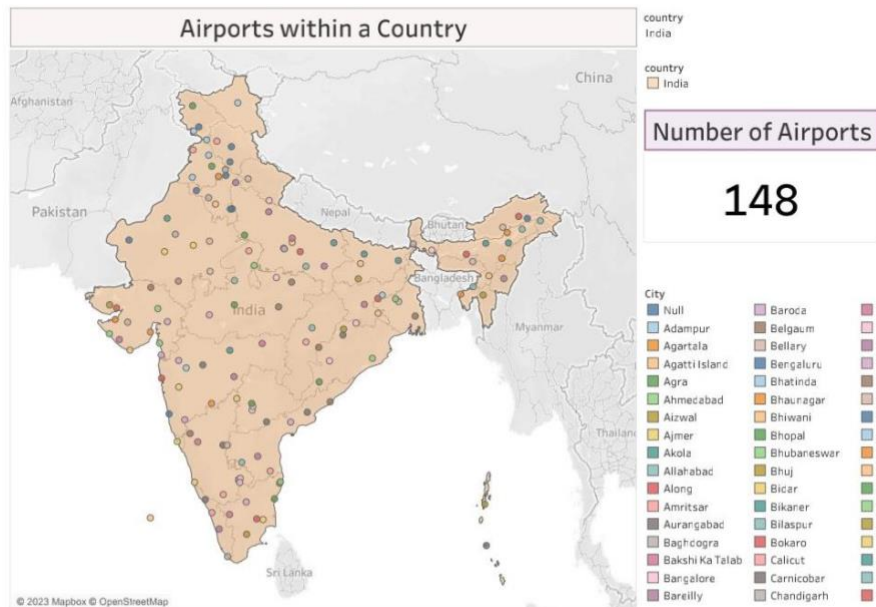 Airports within a Country
country
India
country
India
Number of Airports
148
China
Afghanistan
Pakistan
Nepal
Bhutan
Bangladesh
India
Myanmar
Thailand
Sri Lanka
© 2023 Mapbox © OpenStreetMap
City
Null
Adampur
Agartala
Agatti Island
Agra
Ahmedabad
Aizwal
Ajmer
Akola
Allahabad
Along
Amritsar
Aurangabad
Baghdogra
Bakshi Ka Talab
Bangalore
Bareilly
Baroda
Belgaum
Bellary
Bengaluru
Bhatinda
Bhaunagar
Bhiwani
Bhopal
Bhubaneswar
Bhuj
Bidar
Bikaner
Bilaspur
Bokaro
Calicut
Carnicobar
Chandigarh